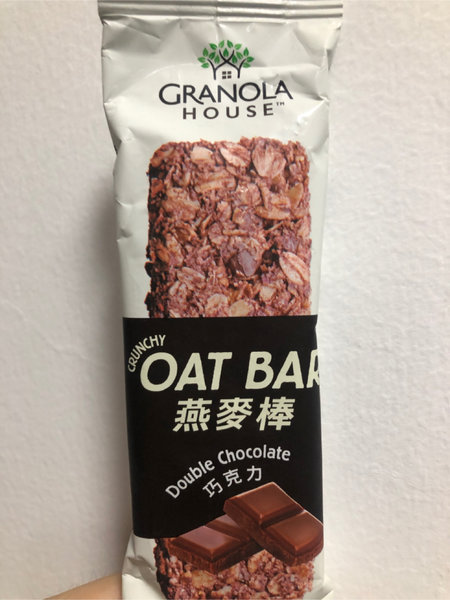 GRANOLA
HOUSE™
CRUNCHY
OAT BAR
燕麥棒
Double Chocolate
巧克力